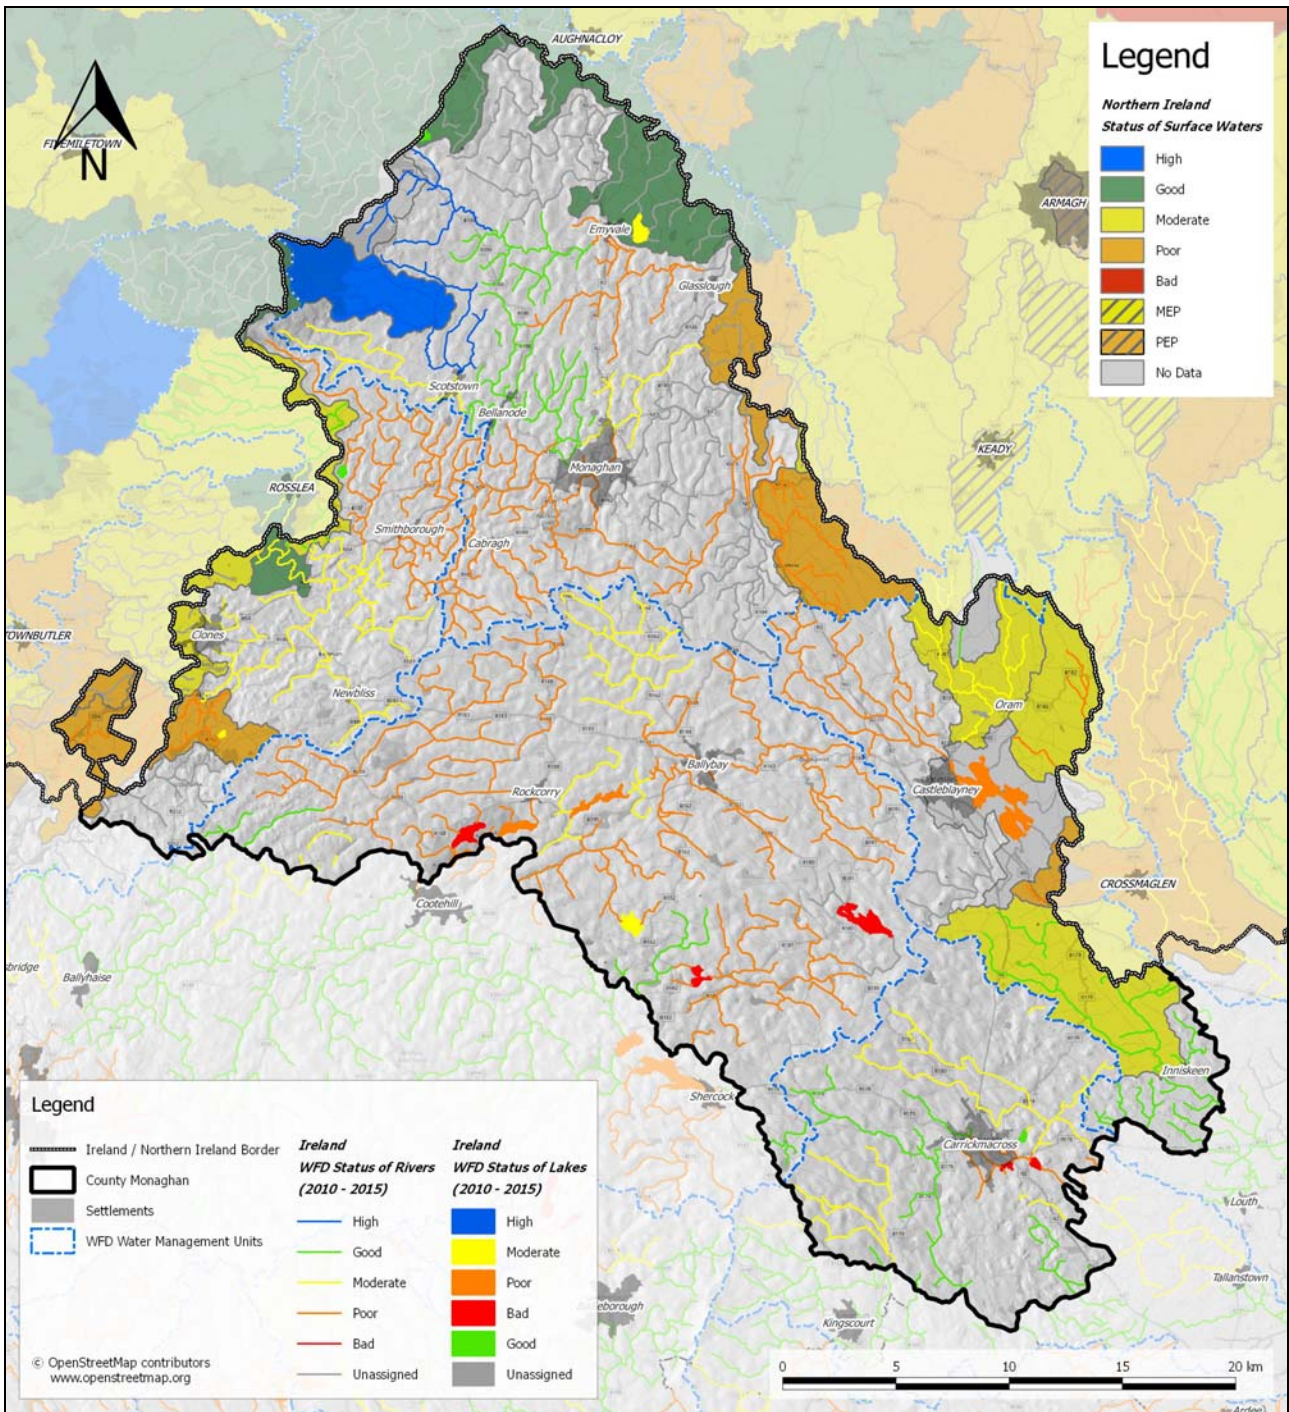 AUGHNACLOY
FIVEMILETOWN
N
Legend
Northern Ireland
Status of Surface Waters
High
Good
Moderate
Poor
Bad
MEP
PEP
No Data
ARMAGH
Emyvale
Glasslough
Scotstown
Bellanode
KEADY
Monaghan
ROSSLEA
Smithborough
Cabragh
TOWNBUTLER
Clones
Newbliss
Oram
Ballybay
Castleblayney
Rockcorry
CROSSMAGLEN
Cootehill
sbridge
Ballyhaise
Inniskeen
Shercock
Carrickmacross
Louth
Tallanstown
Kingscourt
Ardee
Legend
Ireland / Northern Ireland Border
County Monaghan
Settlements
WFD Water Management Units
Ireland
WFD Status of Rivers
(2010 - 2015)
High
Good
Moderate
Poor
Bad
Unassigned
Ireland
WFD Status of Lakes
(2010 - 2015)
High
Moderate
Poor
Bad
Good
Unassigned
© OpenStreetMap contributors
www.openstreetmap.org
0 5 10 15 20 km